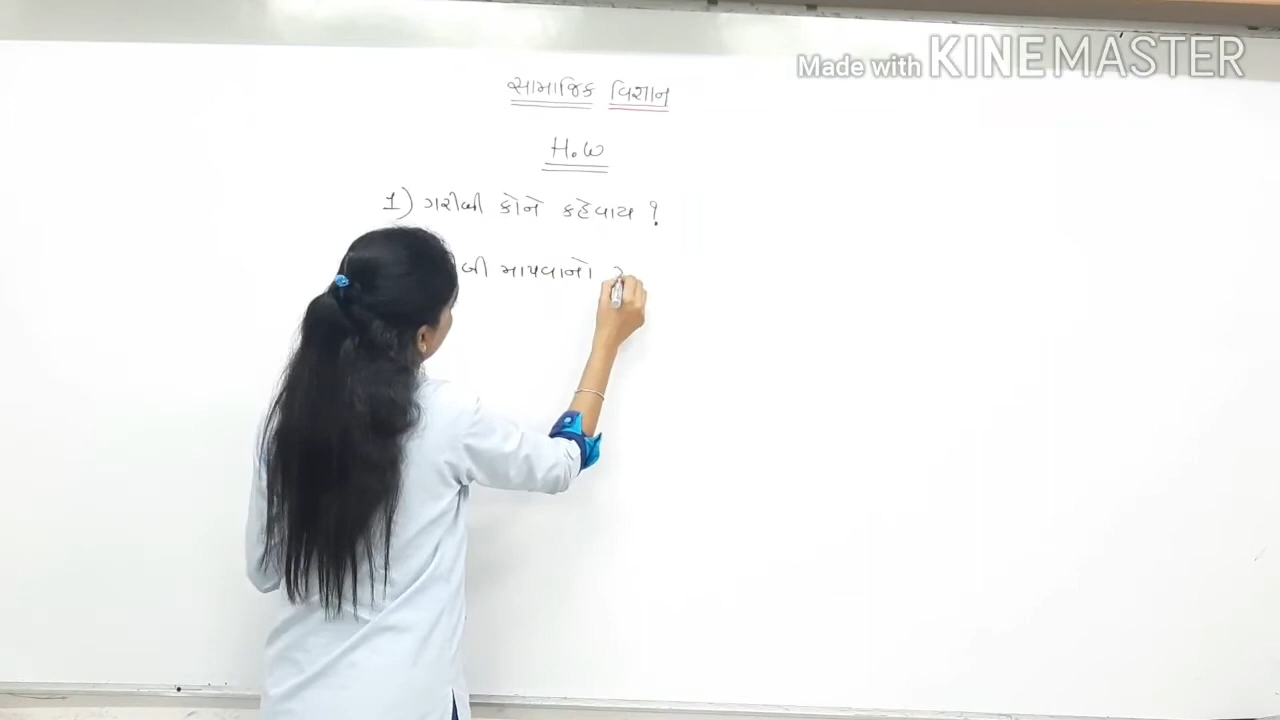 Made with KINEMASTER
સામાજિક વિજ્ઞાન
H.W
1) ગરીબી કોને કહેવાય ?
બી માપવાનો